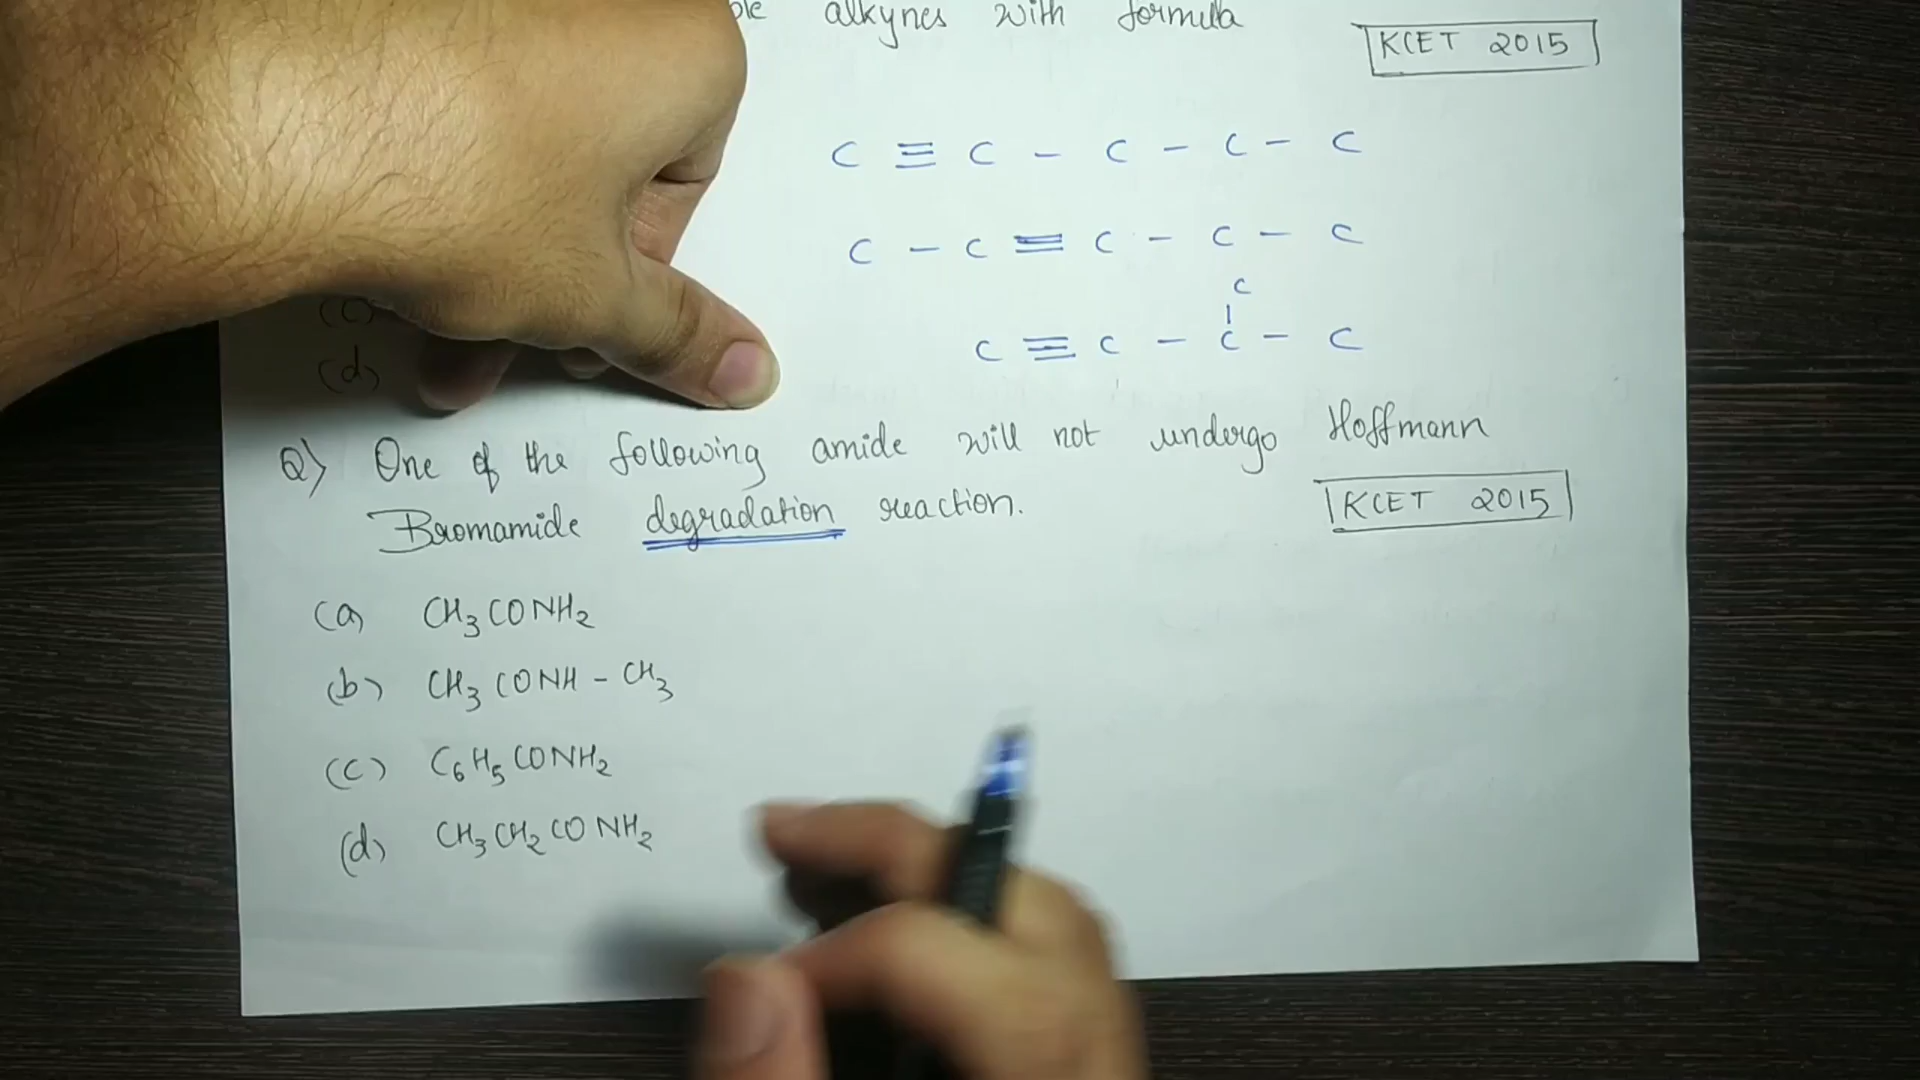 alkynes with formula
KCET 2015
C ≡ C - C - C - C
C - C ≡ C - C - C
C
|
C ≡ C - C - C
(c)
(d)
Q) One of the following amide will not undergo Hoffmann
Bromamide degradation reaction.
KCET 2015
(a) CH3CONH2
(b) CH3CONH - CH3
(c) C6H5CONH2
(d) CH3CH2CONH2